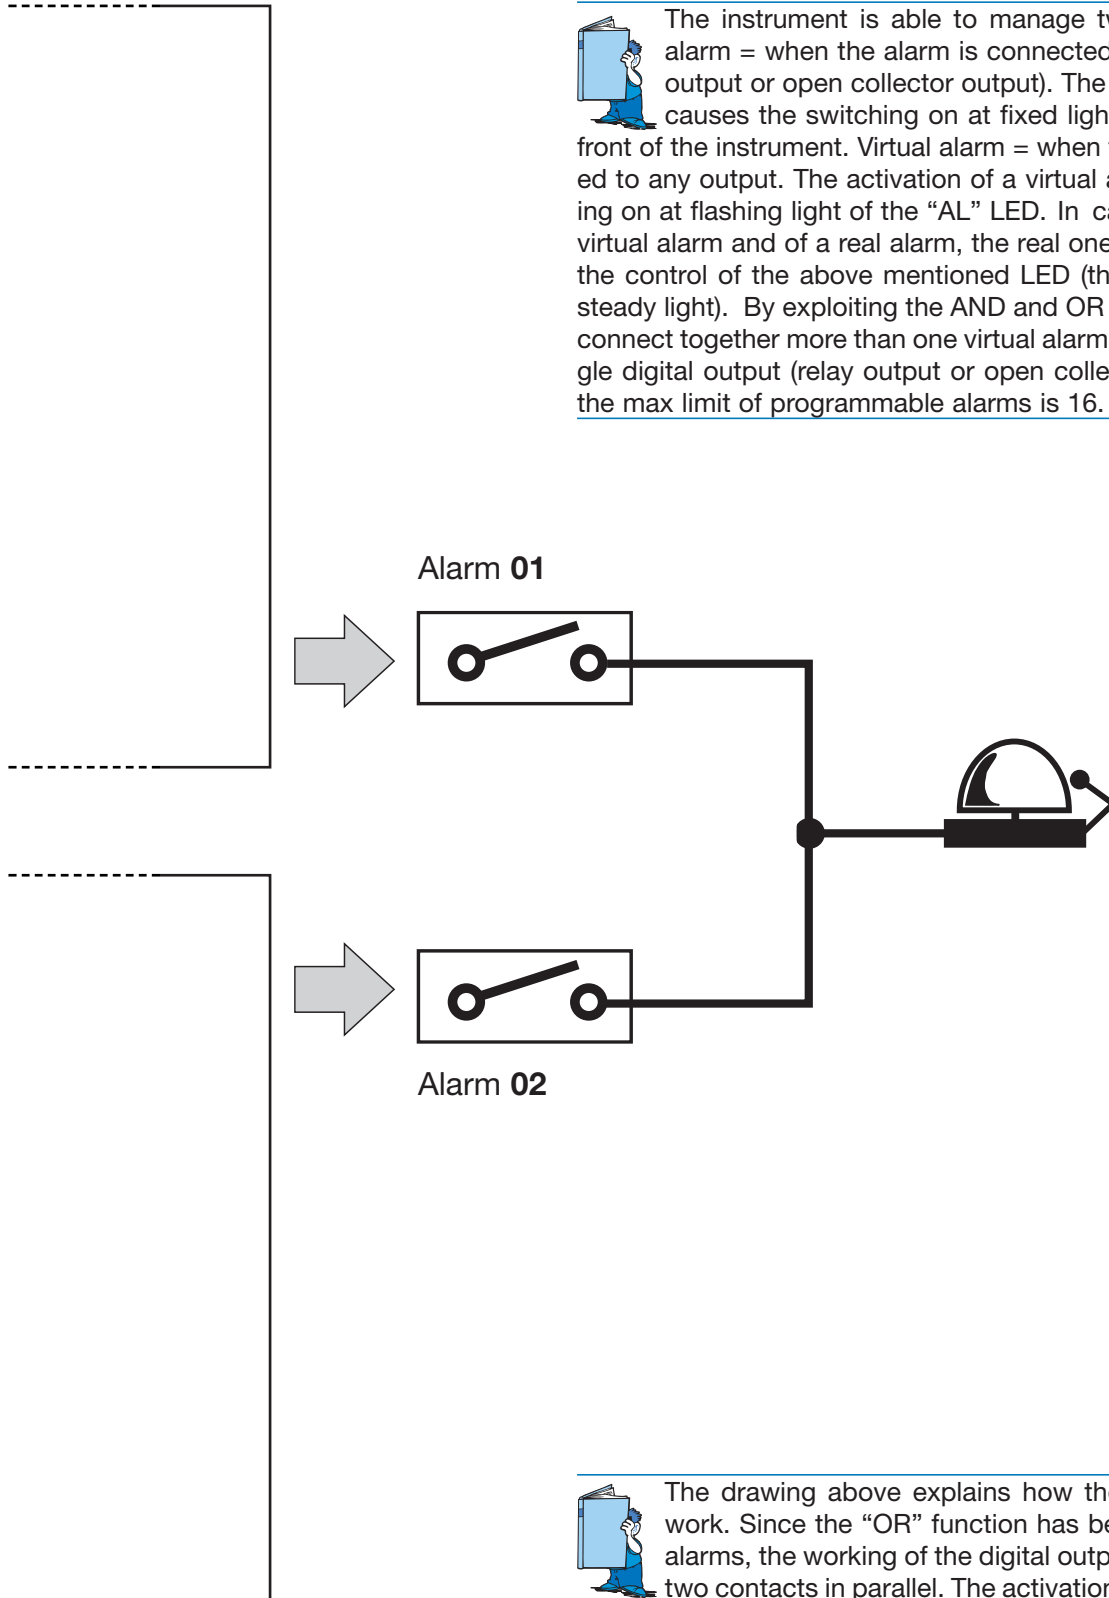 The instrument is able to manage
alarm = when the alarm is connected
output or open collector output). The
causes the switching on at fixed ligh
front of the instrument. Virtual alarm = when
ed to any output. The activation of a virtual
ing on at flashing light of the “AL” LED. In
virtual alarm and of a real alarm, the real one
the control of the above mentioned LED (th
steady light). By exploiting the AND and OR
connect together more than one virtual alarm
gle digital output (relay output or open colle
the max limit of programmable alarms is 16.
Alarm 01
Alarm 02
The drawing above explains how th
work. Since the “OR” function has be
alarms, the working of the digital outp
two contacts in parallel. The activation